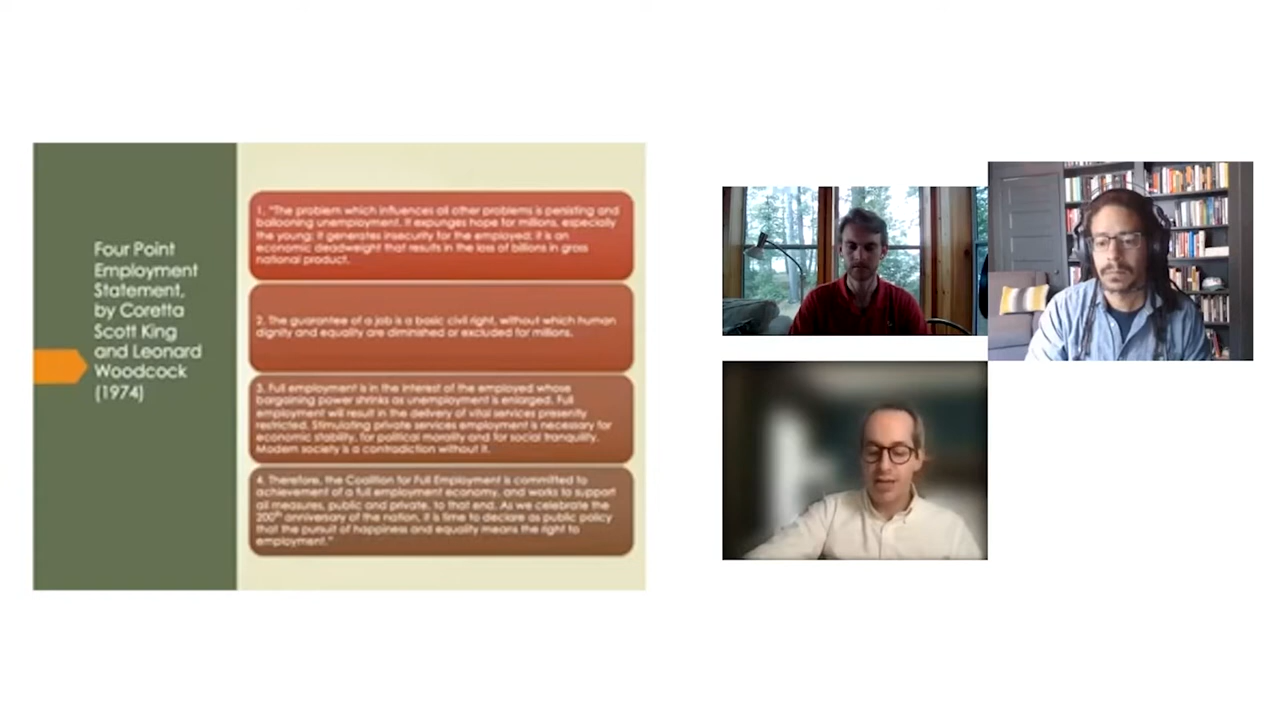 Four Point
Employment
Statement,
by Coretta
Scott King
and Leonard
Woodcock
(1974)
1. "The problem which influences all other problems is persisting and
ballooning unemployment. It expunges hope for millions, especially
the young; it generates insecurity for the employed. It is an
economic deadweight that results in the loss of billions in gross
national product.
2. The guarantee of a job is a basic civil right, without which human
dignity and equality are diminished or excluded for millions.
3. Full employment is in the interest of the employed whose
bargaining power shrinks as unemployment is enlarged. Full
employment will result in the delivery of vital services presently
restricted. Stimulating private services employment is necessary for
economic stability, for political morality and for social tranquility.
Modern society is a contradiction without it.
4. Therefore, the Coalition for Full Employment is committed to
achievement of a full employment economy, and works to support
all measures, public and private, to that end. As we celebrate the
200th anniversary of the nation, it is time to declare as public policy
that the pursuit of happiness and equality means the right to
employment."